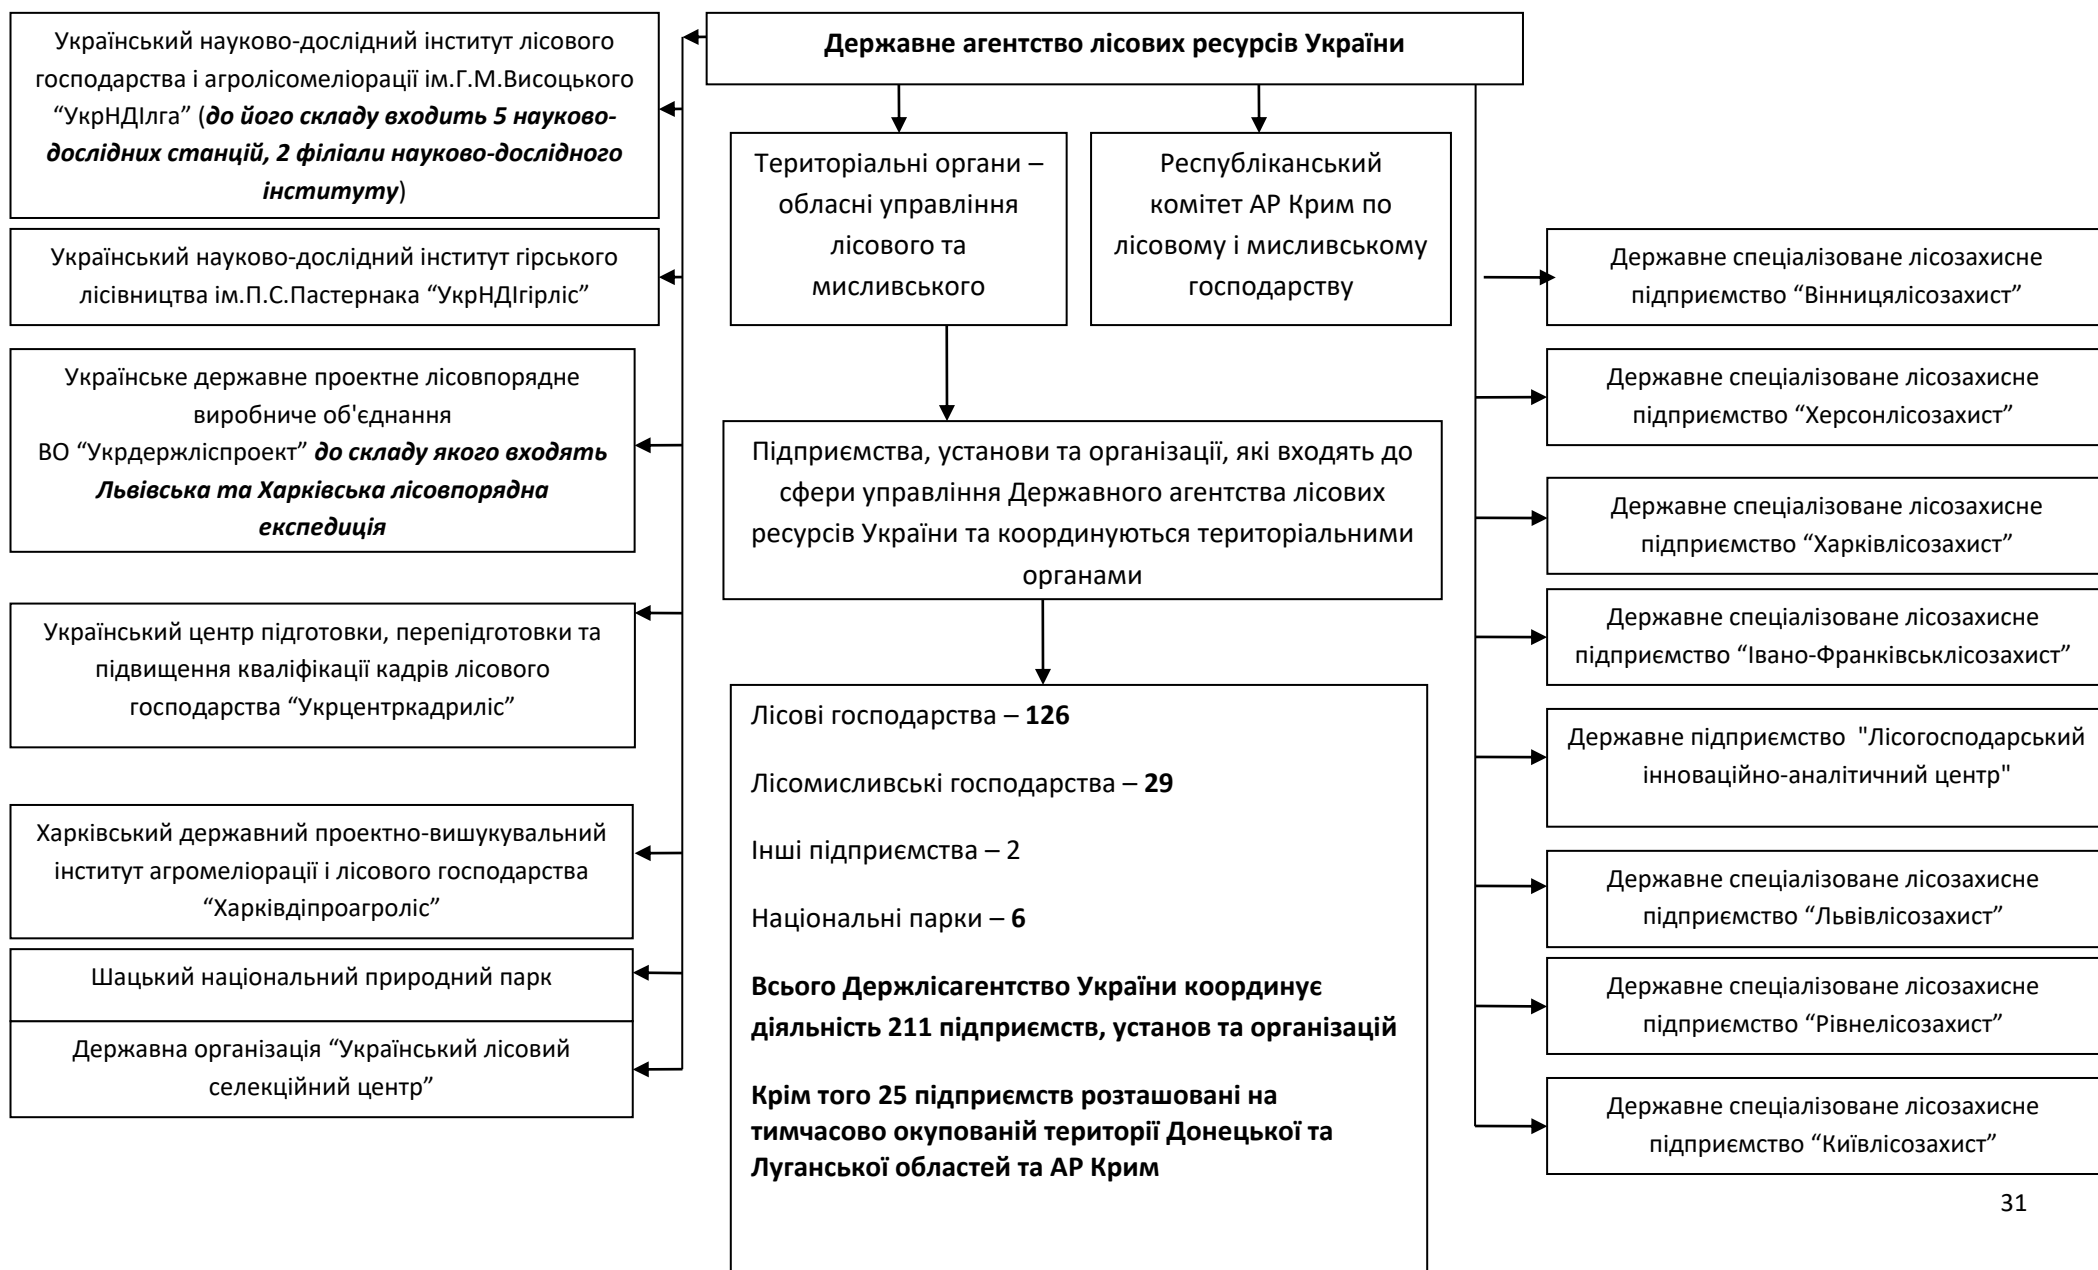 Державне агентство лісових ресурсів України
Український науково-дослідний інститут лісового
господарства і агролісомеліорації ім.Г.М.Висоцького
“УкрНДІлга” (до його складу входить 5 науково-
дослідних станцій, 2 філіали науково-дослідного
інституту)
Український науково-дослідний інститут гірського
лісівництва ім.П.С.Пастернака “УкрНДІгірліс”
Українське державне проектне лісовпорядне
виробниче об'єднання
ВО “Укрдержліспроект” до складу якого входять
Львівська та Харківська лісовпорядна
експедиція
Український центр підготовки, перепідготовки та
підвищення кваліфікації кадрів лісового
господарства “Укрцентркадриліс”
Харківський державний проектно-вишукувальний
інститут агромеліорації і лісового господарства
“Харківдіпроагроліс”
Шацький національний природний парк
Державна організація “Український лісовий
селекційний центр”
Територіальні органи –
обласні управління
лісового та
мисливського
Республіканський
комітет АР Крим по
лісовому і мисливському
господарству
Підприємства, установи та організації, які входять до
сфери управління Державного агентства лісових
ресурсів України та координуються територіальними
органами
Лісові господарства – 126
Лісомисливські господарства – 29
Інші підприємства – 2
Національні парки – 6
Всього Держлісагентство України координує
діяльність 211 підприємств, установ та організацій
Крім того 25 підприємств розташовані на
тимчасово окупованій території Донецької та
Луганської областей та АР Крим
Державне спеціалізоване лісозахисне
підприємство “Вінницялісозахист”
Державне спеціалізоване лісозахисне
підприємство “Херсонлісозахист”
Державне спеціалізоване лісозахисне
підприємство “Харківлісозахист”
Державне спеціалізоване лісозахисне
підприємство “Івано-Франківськлісозахист”
Державне підприємство "Лісогосподарський
інноваційно-аналітичний центр"
Державне спеціалізоване лісозахисне
підприємство “Львівлісозахист”
Державне спеціалізоване лісозахисне
підприємство “Рівнелісозахист”
Державне спеціалізоване лісозахисне
підприємство “Київлісозахист”
31